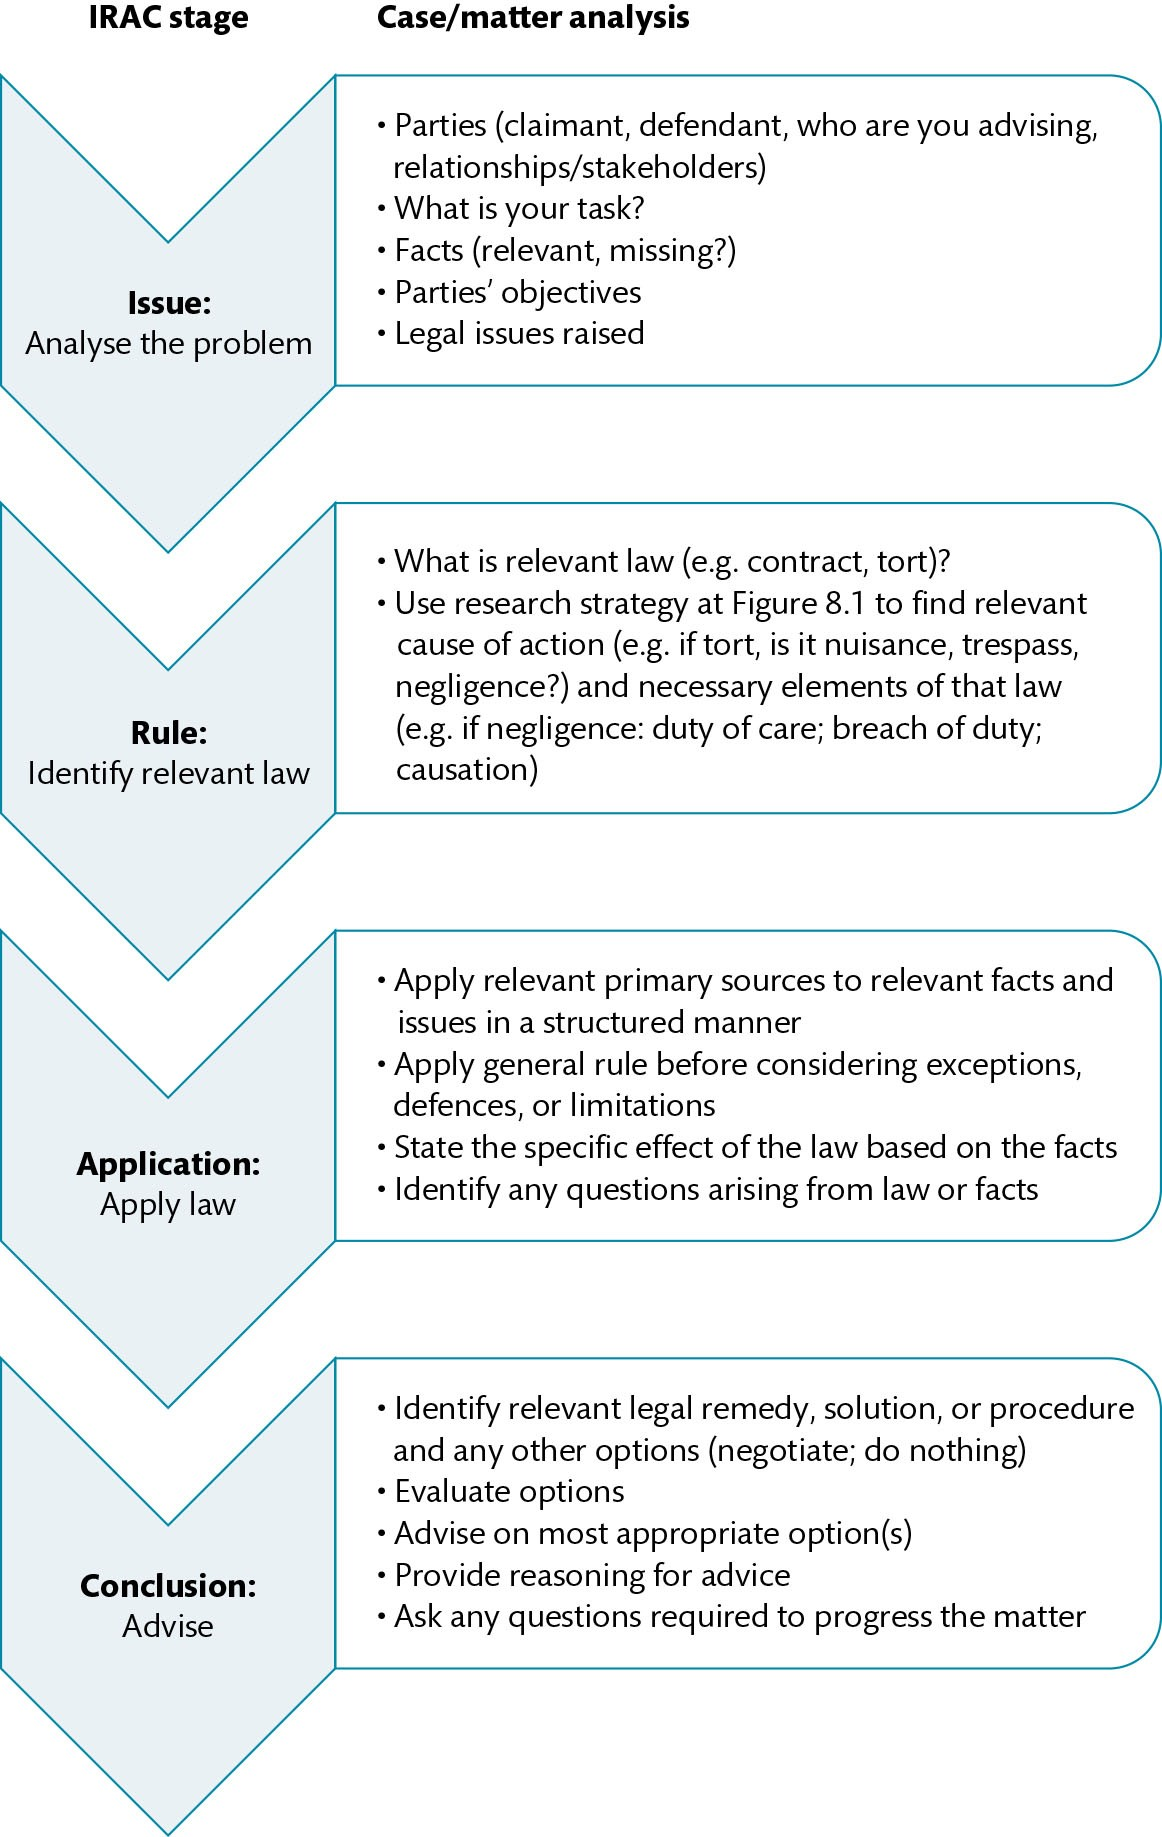 IRAC stage
Case/matter analysis
• Parties (claimant, defendant, who are you advising,
relationships/stakeholders)
• What is your task?
• Facts (relevant, missing?)
• Parties’ objectives
• Legal issues raised
Issue:
Analyse the problem
• What is relevant law (e.g. contract, tort)?
• Use research strategy at Figure 8.1 to find relevant
cause of action (e.g. if tort, is it nuisance, trespass,
negligence?) and necessary elements of that law
(e.g. if negligence: duty of care; breach of duty;
causation)
Rule:
Identify relevant law
• Apply relevant primary sources to relevant facts and
issues in a structured manner
• Apply general rule before considering exceptions,
defences, or limitations
• State the specific effect of the law based on the facts
• Identify any questions arising from law or facts
Application:
Apply law
• Identify relevant legal remedy, solution, or procedure
and any other options (negotiate; do nothing)
• Evaluate options
• Advise on most appropriate option(s)
• Provide reasoning for advice
• Ask any questions required to progress the matter
Conclusion:
Advise